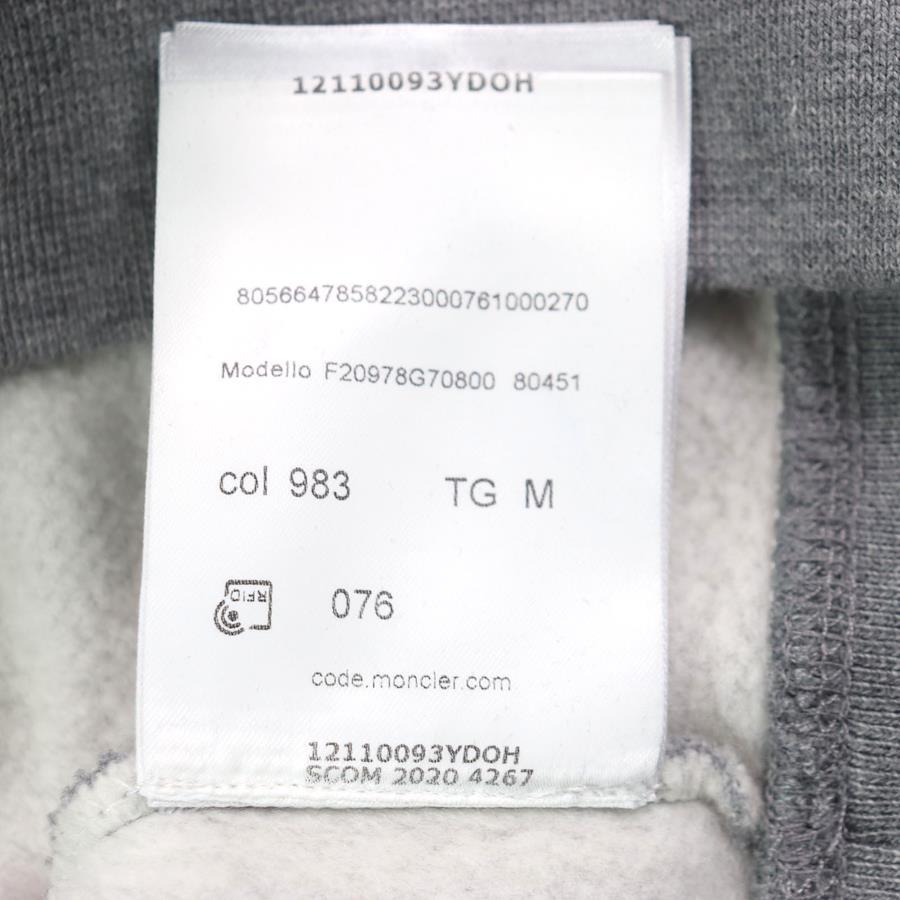 12110093YDOH
8056647858223000761000270
Modello F20978G70800 80451
col 983 TG M
RFID
076
code.moncler.com
12110093YDOH
SCOM 2020 4267